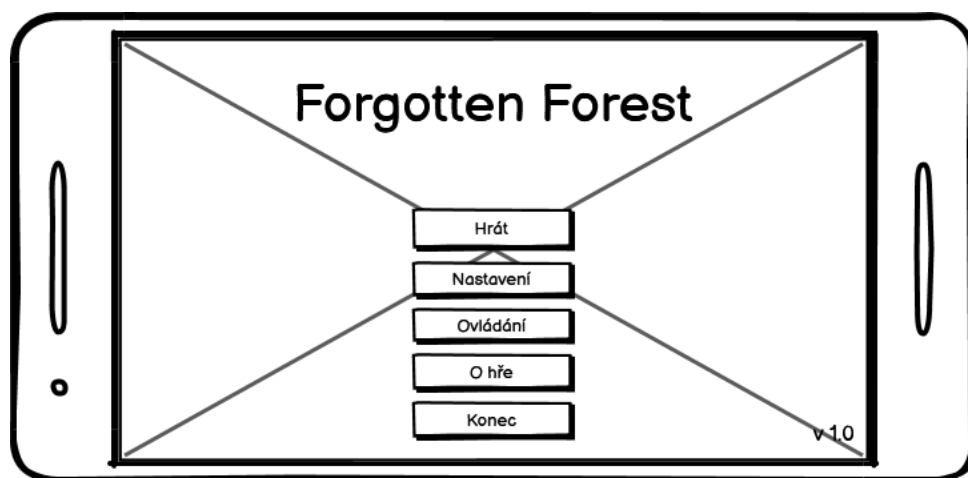 Forgotten Forest
Hrát
Nastavení
Ovládání
O hře
Konec
v 1.0